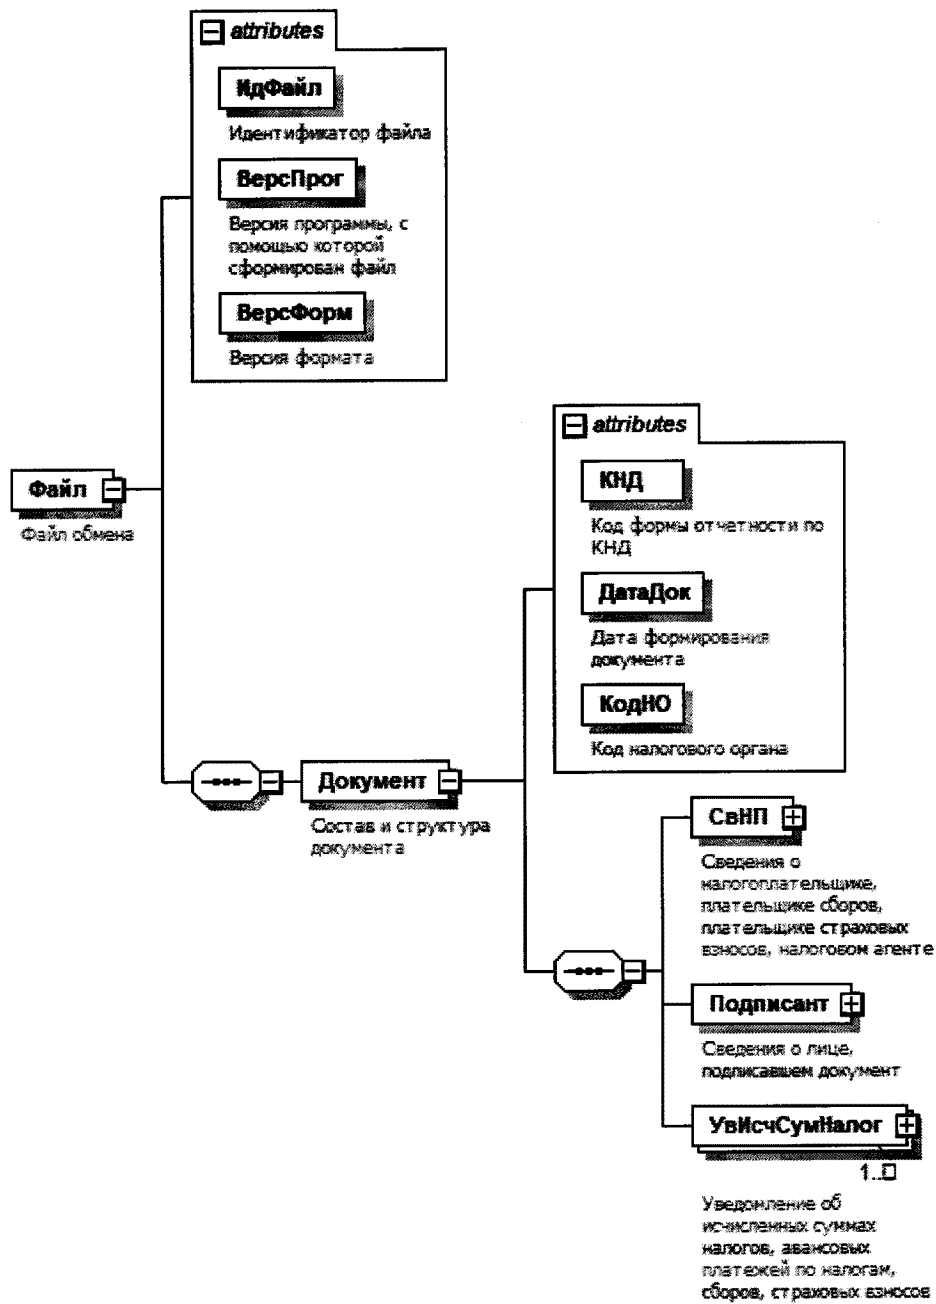 attributes
ИдФайл
Идентификатор файла
ВерсПрог
Версия программы, с
помощью которой
сформирован файл
ВерсФорм
Версия формата
Файл
Файл обмена
attributes
КНД
Код формы отчетности по
КНД
ДатаДок
Дата формирования
документа
КодНО
Код налогового органа
Документ
Состав и структура
документа
СвНП
Сведения о
налогоплательщике,
плательщике сборов,
плательщике страховых
взносов, налоговом агенте
Подписант
Сведения о лице,
подписавшем документ
УвИсчСумНалог
1..□
Уведомление об
исчисленных суммах
налогов, авансовых
платежей по налогам,
сборов, страховых взносов